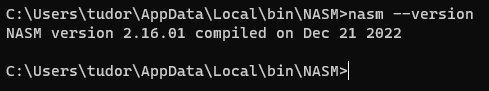 C:\Users\tudor\AppData\Local\bin\NASM>nasm --version
NASM version 2.16.01 compiled on Dec 21 2022
C:\Users\tudor\AppData\Local\bin\NASM>